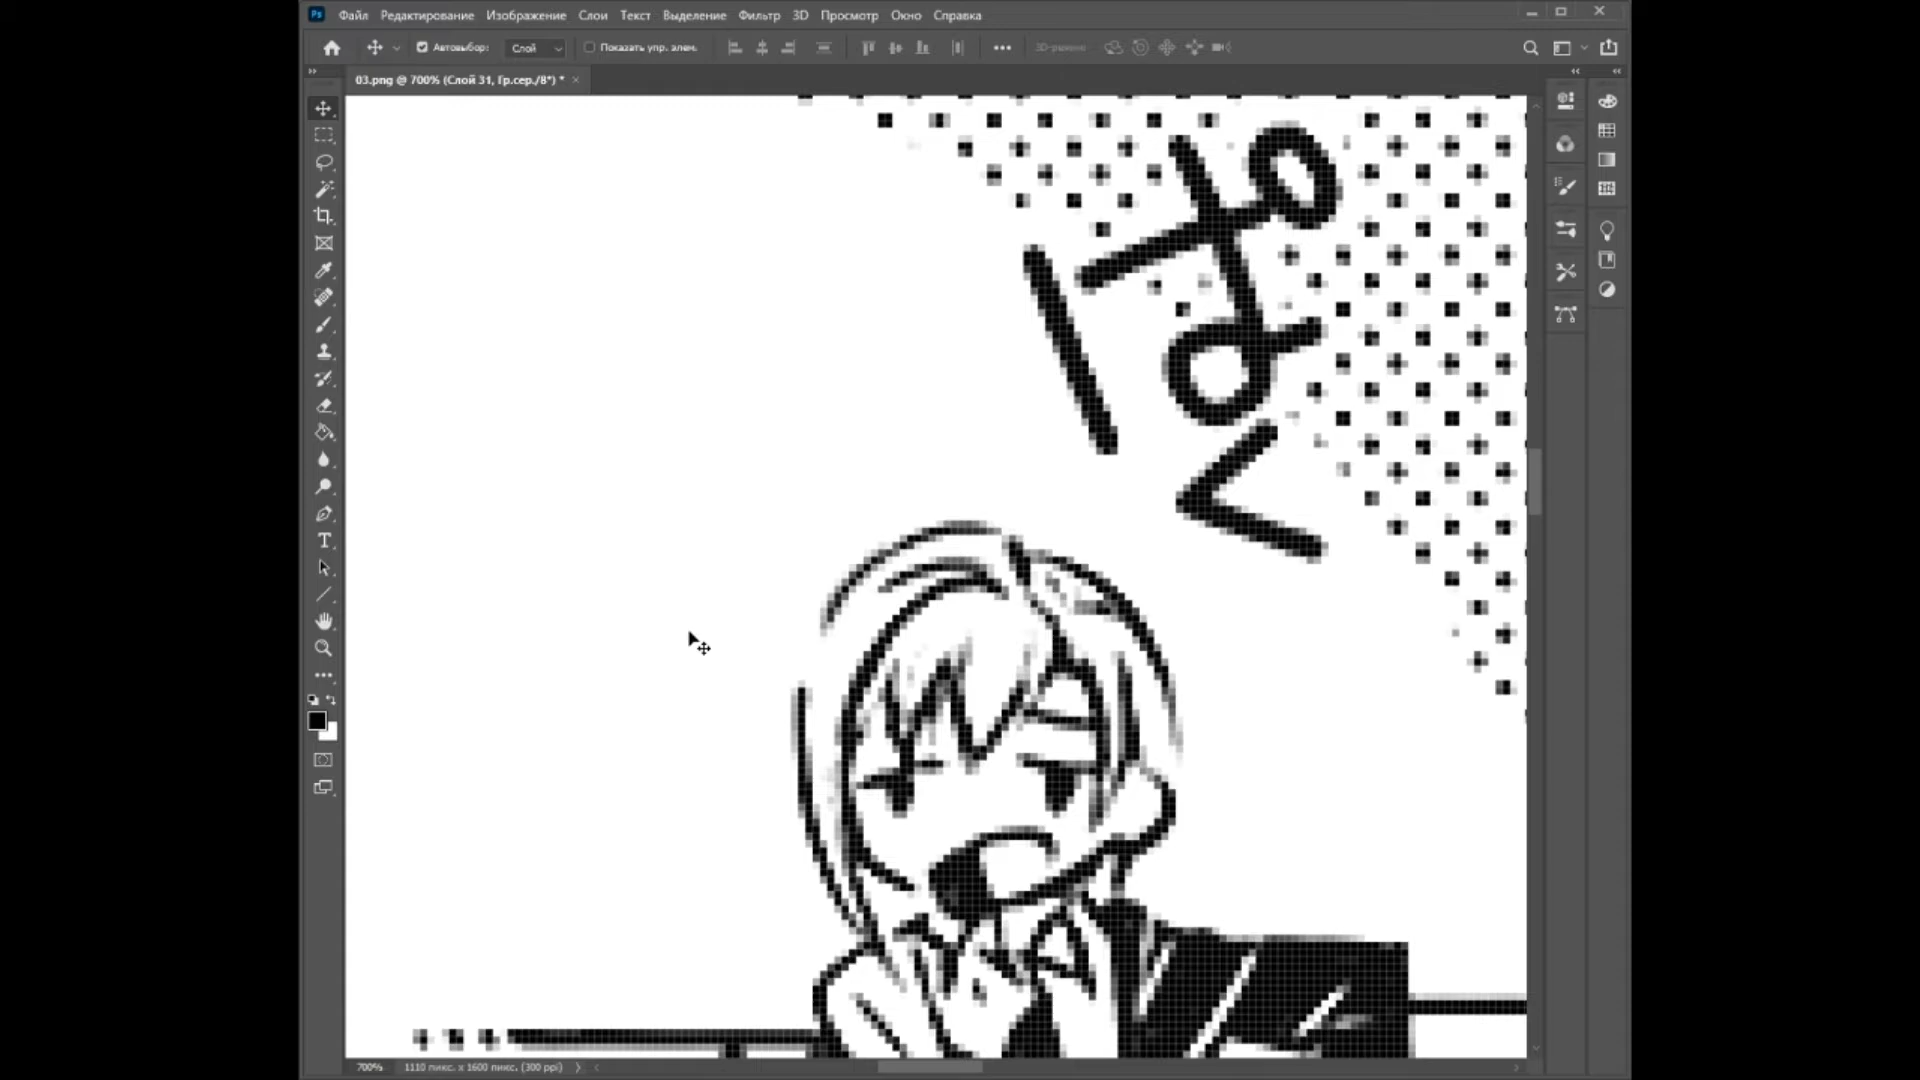 Ps Файл Редактирование Изображение Слои Текст Выделение Фильтр 3D Просмотр Окно Справка
Автовыбор: Слой Показать упр. элем. 3D-режим:
03.png @ 700% (Слой 31, Гр.сер./8*) * ×
700% 1110 пикс. x 1600 пикс. (300 ppi)